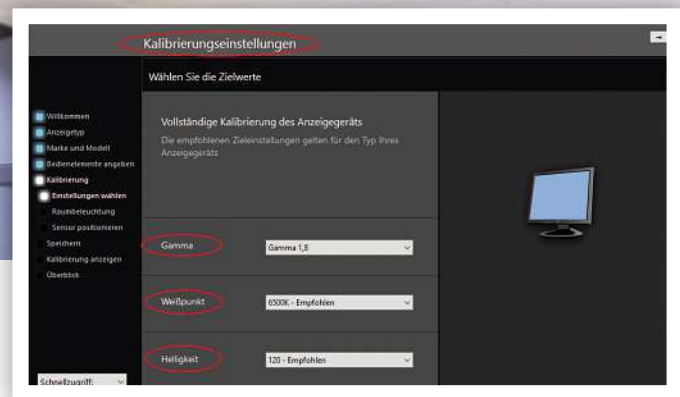 Kalibrierungseinstellungen
Wählen Sie die Zielwerte
Willkommen
Anzeigetyp
Marke und Modell
Bedienelemente angeben
Kalibrierung
Einstellungen wählen
Raumbeleuchtung
Sensor positionieren
Speichern
Kalibrierung anzeigen
Überblick
Schnellzugriff:
Vollständige Kalibrierung des Anzeigegeräts
Die empfohlenen Zieleinstellungen gelten für den Typ Ihres
Anzeigegeräts
Gamma
Gamma 1,8
Weißpunkt
6500K - Empfohlen
Helligkeit
120 - Empfohlen